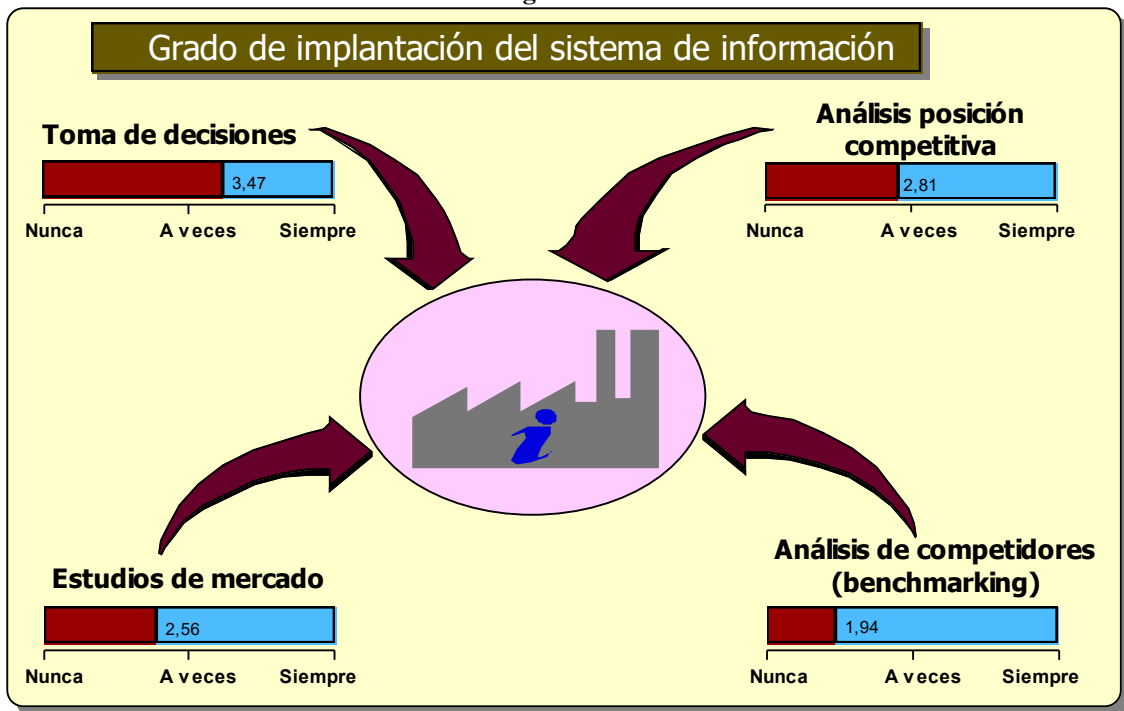 Grado de implantación del sistema de información
Toma de decisiones
3,47
Nunca A veces Siempre
Análisis posición
competitiva
2,81
Nunca A veces Siempre
Estudios de mercado
2,56
Nunca A veces Siempre
Análisis de competidores
(benchmarking)
1,94
Nunca A veces Siempre